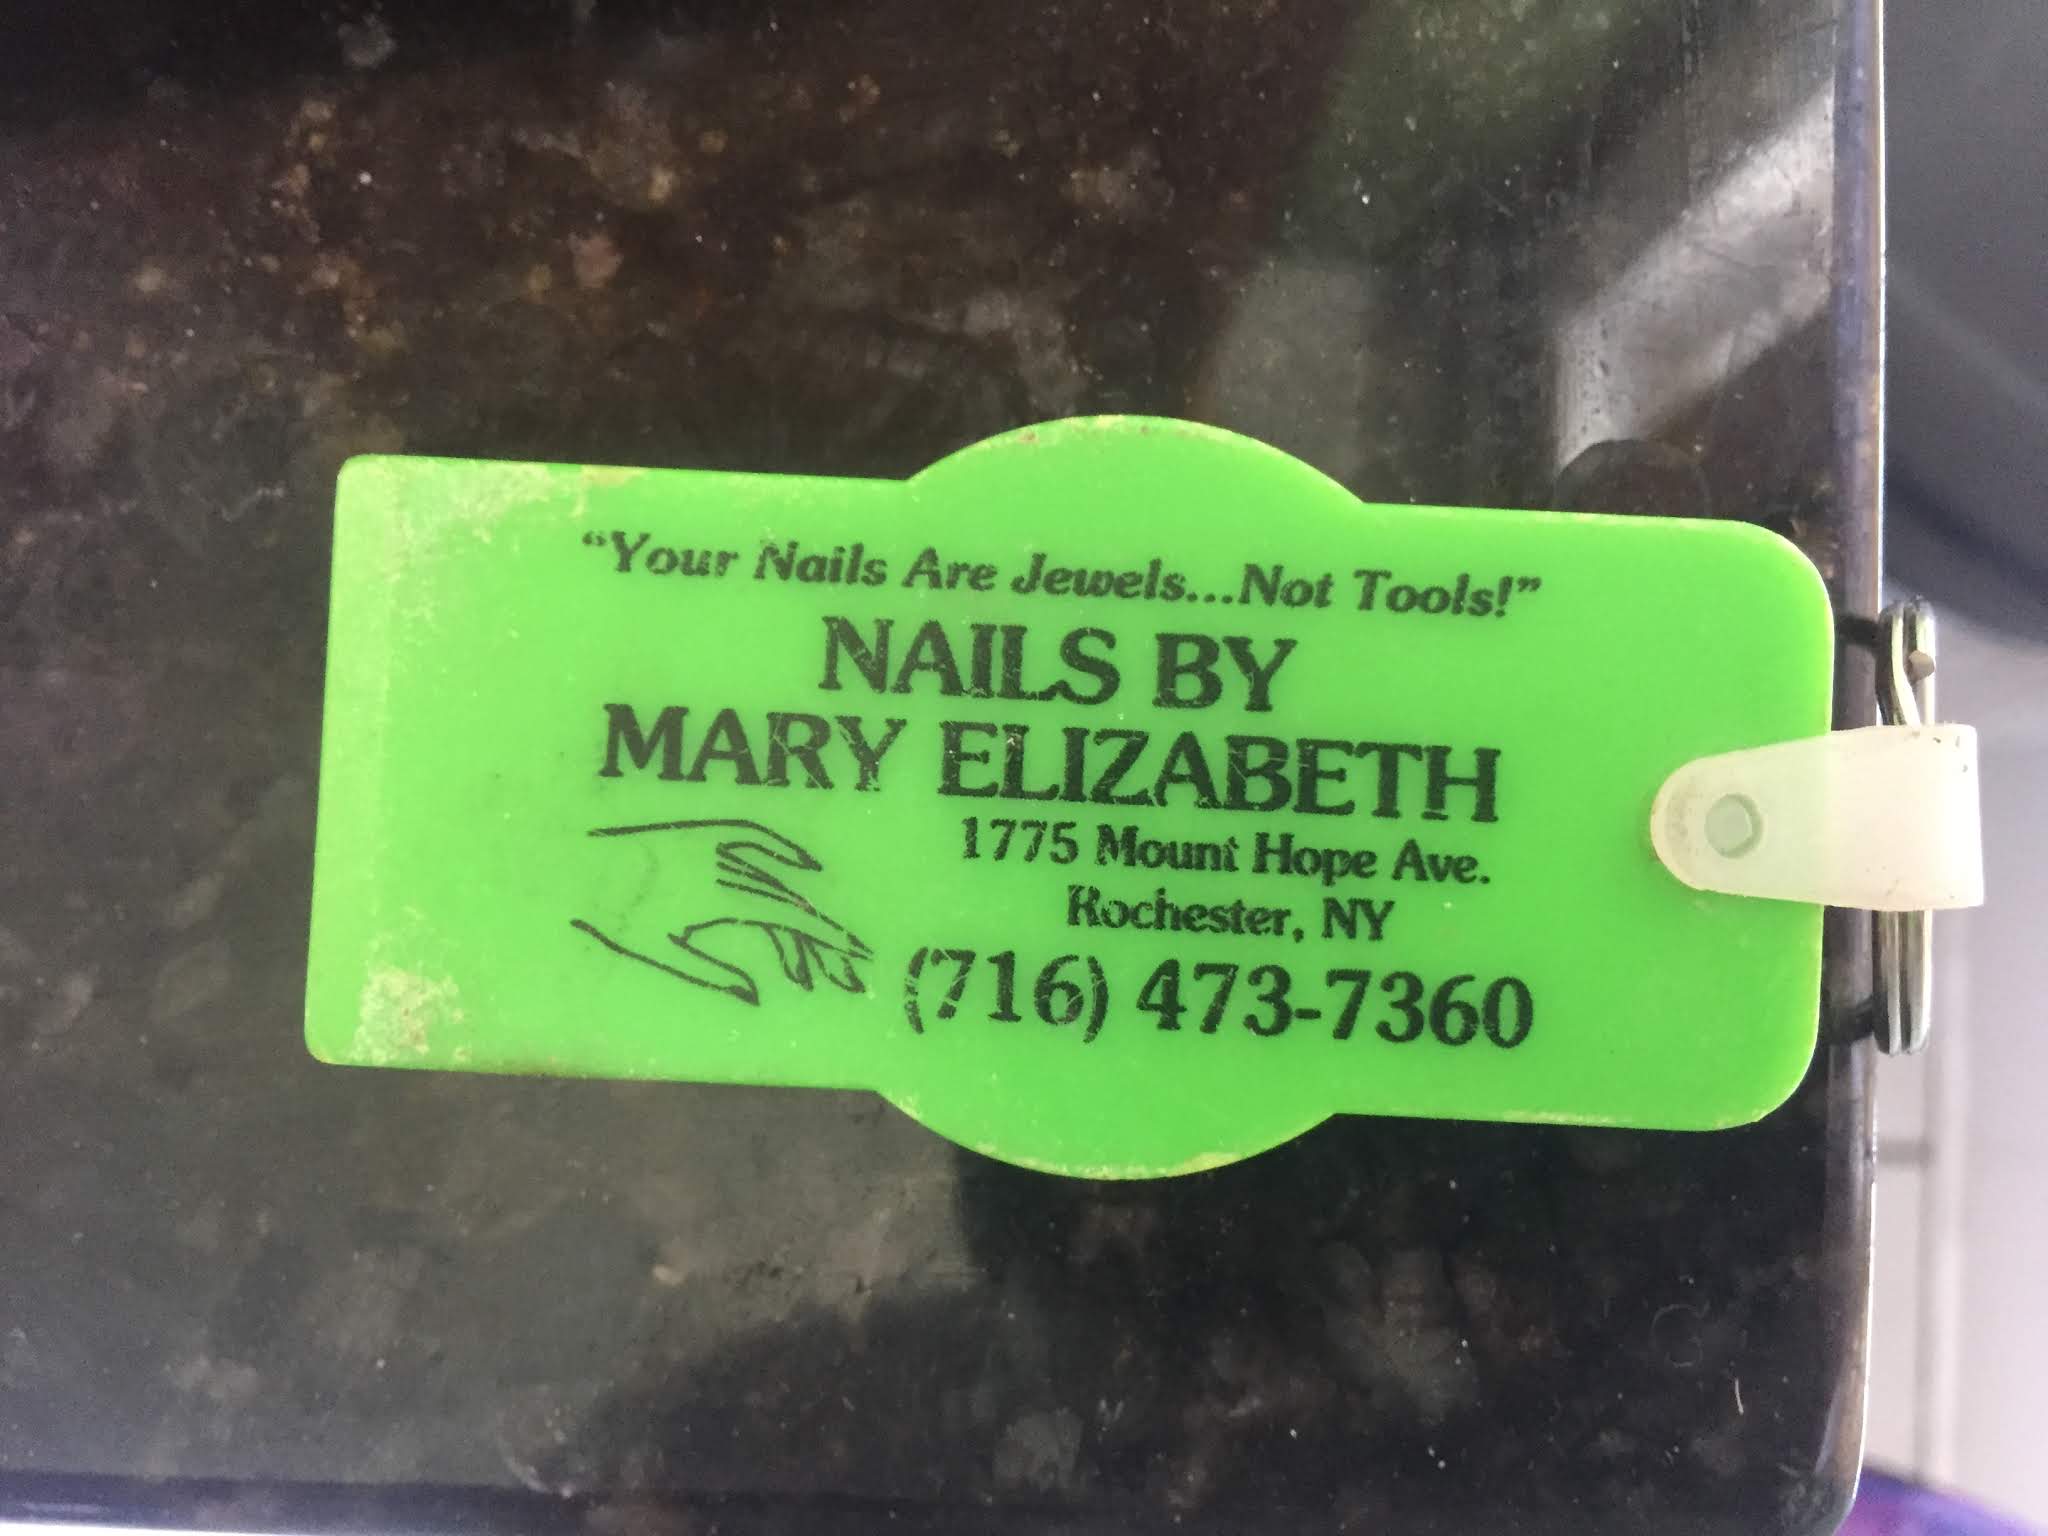 “Your Nails Are Jewels...Not Tools!”
NAILS BY
MARY ELIZABETH
1775 Mount Hope Ave.
Rochester, NY
(716) 473-7360